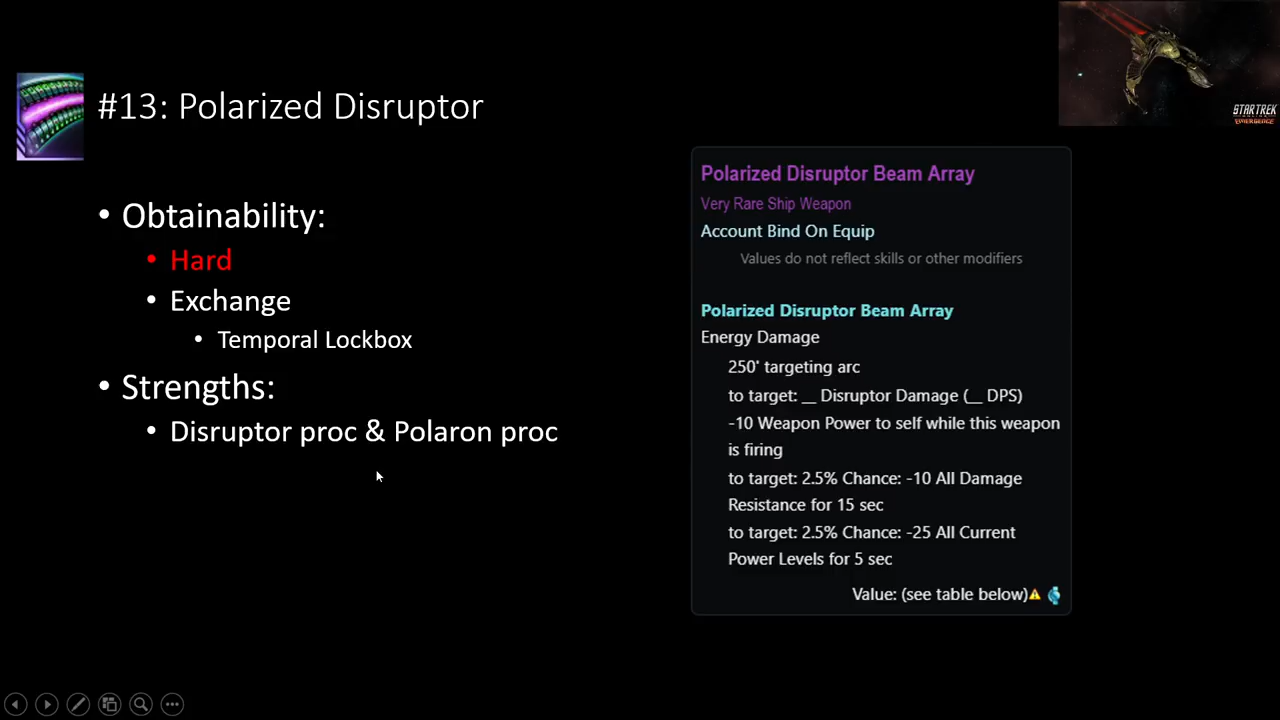 STAR TREK
EMERGENCE
#13: Polarized Disruptor
• Obtainability:
• Hard
• Exchange
• Temporal Lockbox
• Strengths:
• Disruptor proc & Polaron proc
Polarized Disruptor Beam Array
Very Rare Ship Weapon
Account Bind On Equip
Values do not reflect skills or other modifiers
Polarized Disruptor Beam Array
Energy Damage
250' targeting arc
to target: __ Disruptor Damage (__ DPS)
-10 Weapon Power to self while this weapon
is firing
to target: 2.5% Chance: -10 All Damage
Resistance for 15 sec
to target: 2.5% Chance: -25 All Current
Power Levels for 5 sec
Value: (see table below)